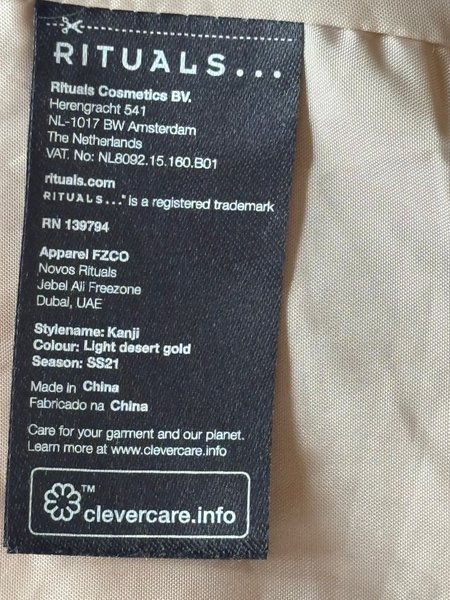 RITUALS...
Rituals Cosmetics BV.
Herengracht 541
NL-1017 BW Amsterdam
The Netherlands
VAT. No: NL8092.15.160.B01
rituals.com
RITUALS...® is a registered trademark
RN 139794
Apparel FZCO
Novos Rituals
Jebel Ali Freezone
Dubai, UAE
Stylename: Kanji
Colour: Light desert gold
Season: SS21
Made in China
Fabricado na China
Care for your garment and our planet.
Learn more at www.clevercare.info
™
clevercare.info